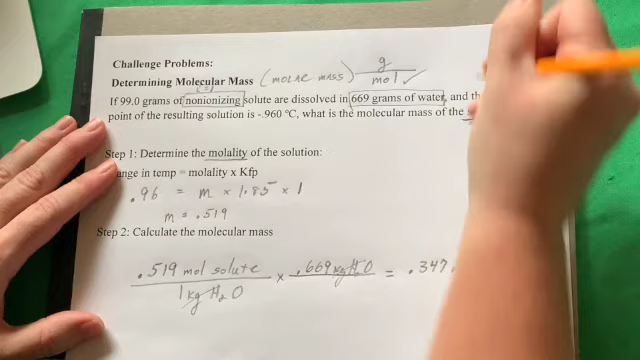 Challenge Problems:
Determining Molecular Mass (MOLAR MASS) g/mol ✓
(i=1)
If 99.0 grams of nonionizing solute are dissolved in 669 grams of water, and
point of the resulting solution is -.960 °C, what is the molecular mass of the
Step 1: Determine the molality of the solution:
ange in temp = molality x Kfp
.96 = m × 1.85 × 1
m = .519
Step 2: Calculate the molecular mass
.519 mol solute / 1 kg H₂O × .669 kg H₂O = .347